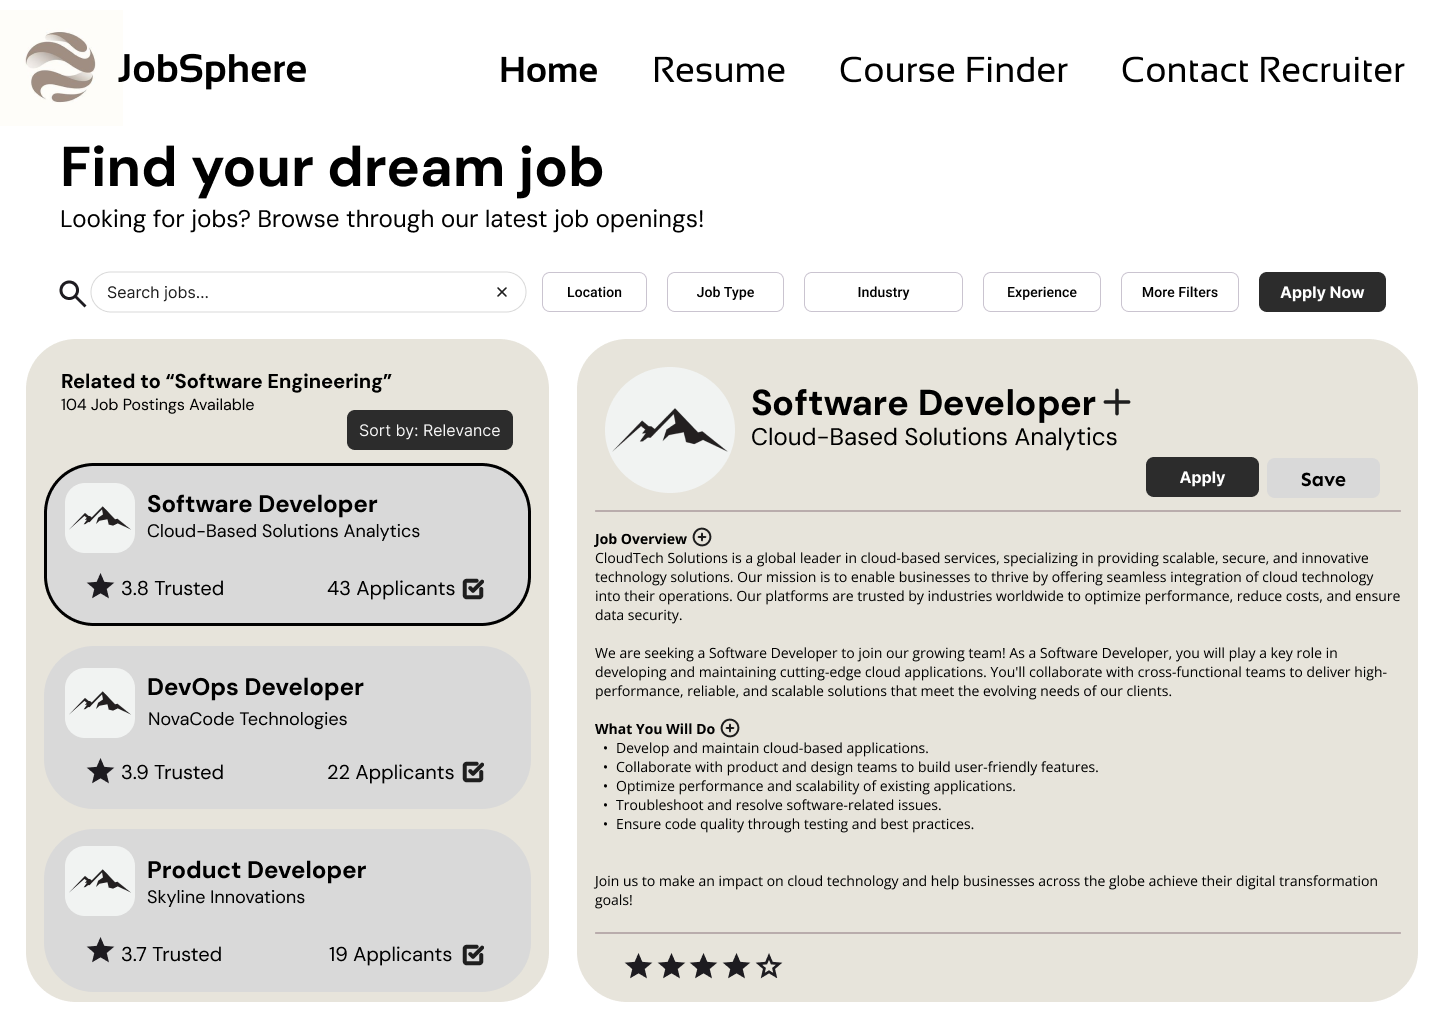 JobSphere
Home
Resume
Course Finder
Contact Recruiter
Find your dream job
Looking for jobs? Browse through our latest job openings!
Search jobs...
Location
Job Type
Industry
Experience
More Filters
Apply Now
Related to “Software Engineering”
104 Job Postings Available
Sort by: Relevance
Software Developer
Cloud-Based Solutions Analytics
3.8 Trusted
43 Applicants
DevOps Developer
NovaCode Technologies
3.9 Trusted
22 Applicants
Product Developer
Skyline Innovations
3.7 Trusted
19 Applicants
Software Developer
Cloud-Based Solutions Analytics
Apply
Save
Job Overview
CloudTech Solutions is a global leader in cloud-based services, specializing in providing scalable, secure, and innovative
technology solutions. Our mission is to enable businesses to thrive by offering seamless integration of cloud technology
into their operations. Our platforms are trusted by industries worldwide to optimize performance, reduce costs, and ensure
data security.
We are seeking a Software Developer to join our growing team! As a Software Developer, you will play a key role in
developing and maintaining cutting-edge cloud applications. You'll collaborate with cross-functional teams to deliver high-
performance, reliable, and scalable solutions that meet the evolving needs of our clients.
What You Will Do
• Develop and maintain cloud-based applications.
• Collaborate with product and design teams to build user-friendly features.
• Optimize performance and scalability of existing applications.
• Troubleshoot and resolve software-related issues.
• Ensure code quality through testing and best practices.
Join us to make an impact on cloud technology and help businesses across the globe achieve their digital transformation
goals!